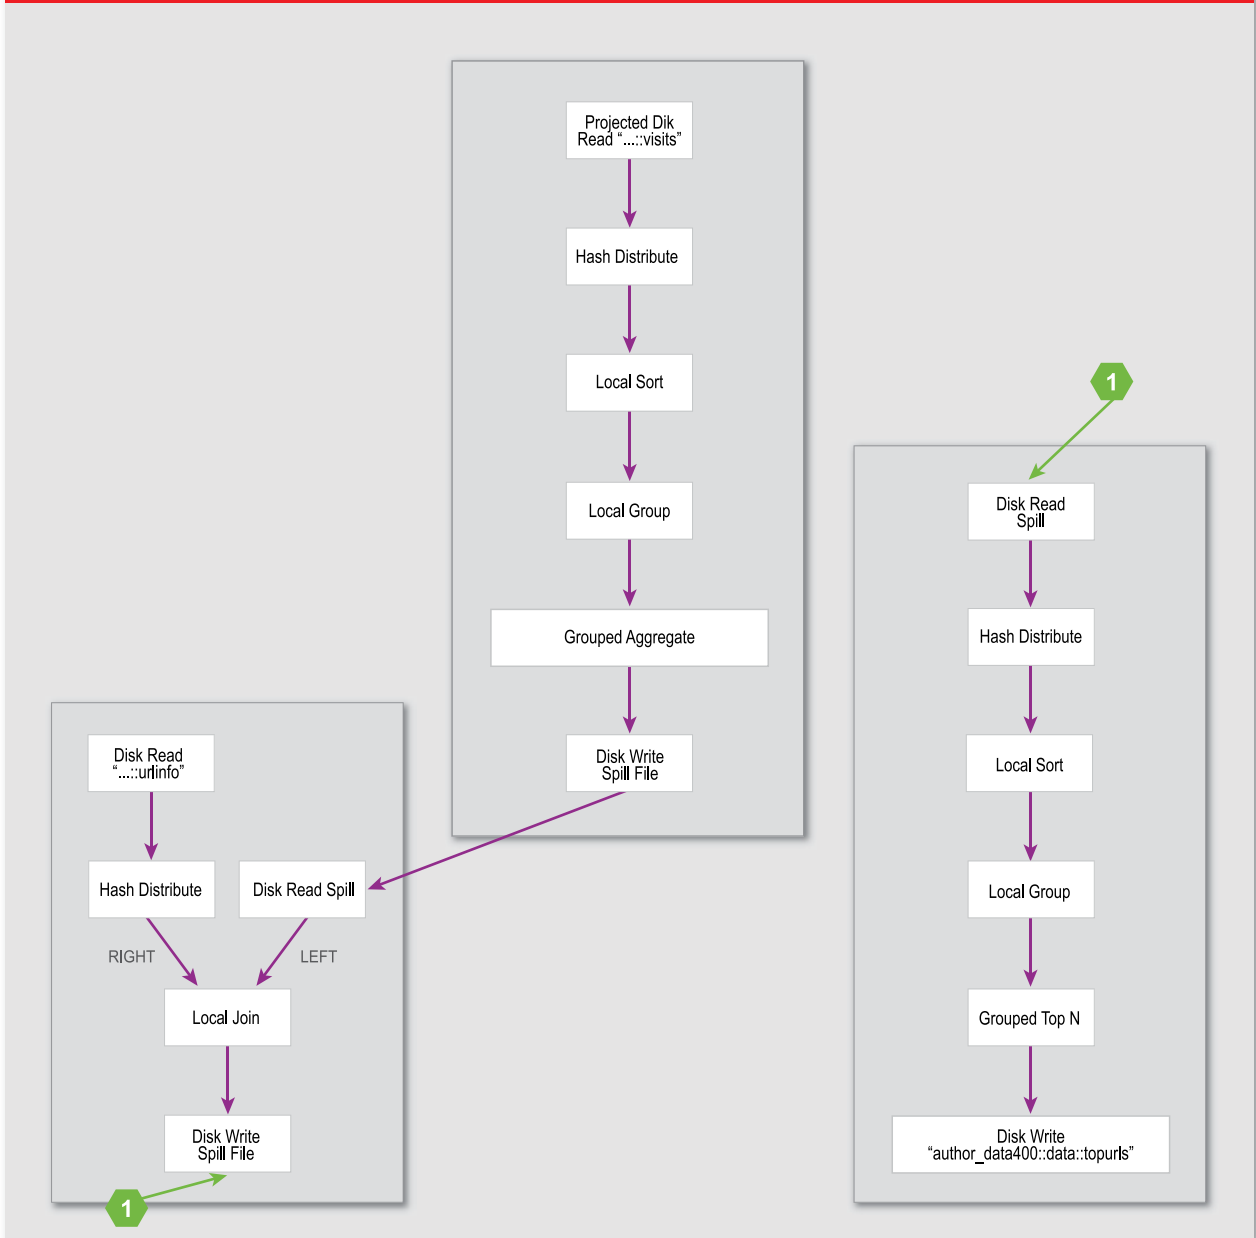 Projected Dik
Read “...::visits”
Hash Distribute
Local Sort
Local Group
Grouped Aggregate
Disk Write
Spill File
Disk Read
“...::urlinfo”
Hash Distribute
Disk Read Spill
RIGHT
LEFT
Local Join
Disk Write
Spill File
1
1
Disk Read
Spill
Hash Distribute
Local Sort
Local Group
Grouped Top N
Disk Write
“author_data400::data::topurls”